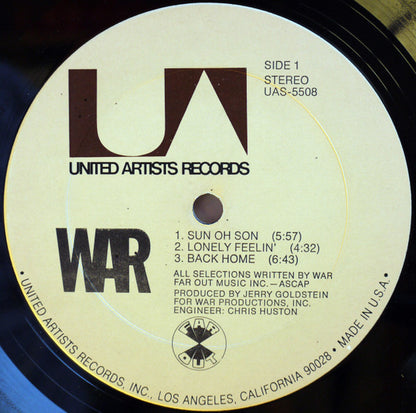 SIDE 1
STEREO
UAS-5508
UA
UNITED ARTISTS RECORDS
WAR
1. SUN OH SON (5:57)
2. LONELY FEELIN' (4:32)
3. BACK HOME (6:43)
ALL SELECTIONS WRITTEN BY WAR
FAR OUT MUSIC INC.—ASCAP
PRODUCED BY JERRY GOLDSTEIN
FOR WAR PRODUCTIONS, INC.
ENGINEER: CHRIS HUSTON
FAR
OUT
• UNITED ARTISTS RECORDS, INC., LOS ANGELES, CALIFORNIA 90028 • MADE IN U.S.A. •